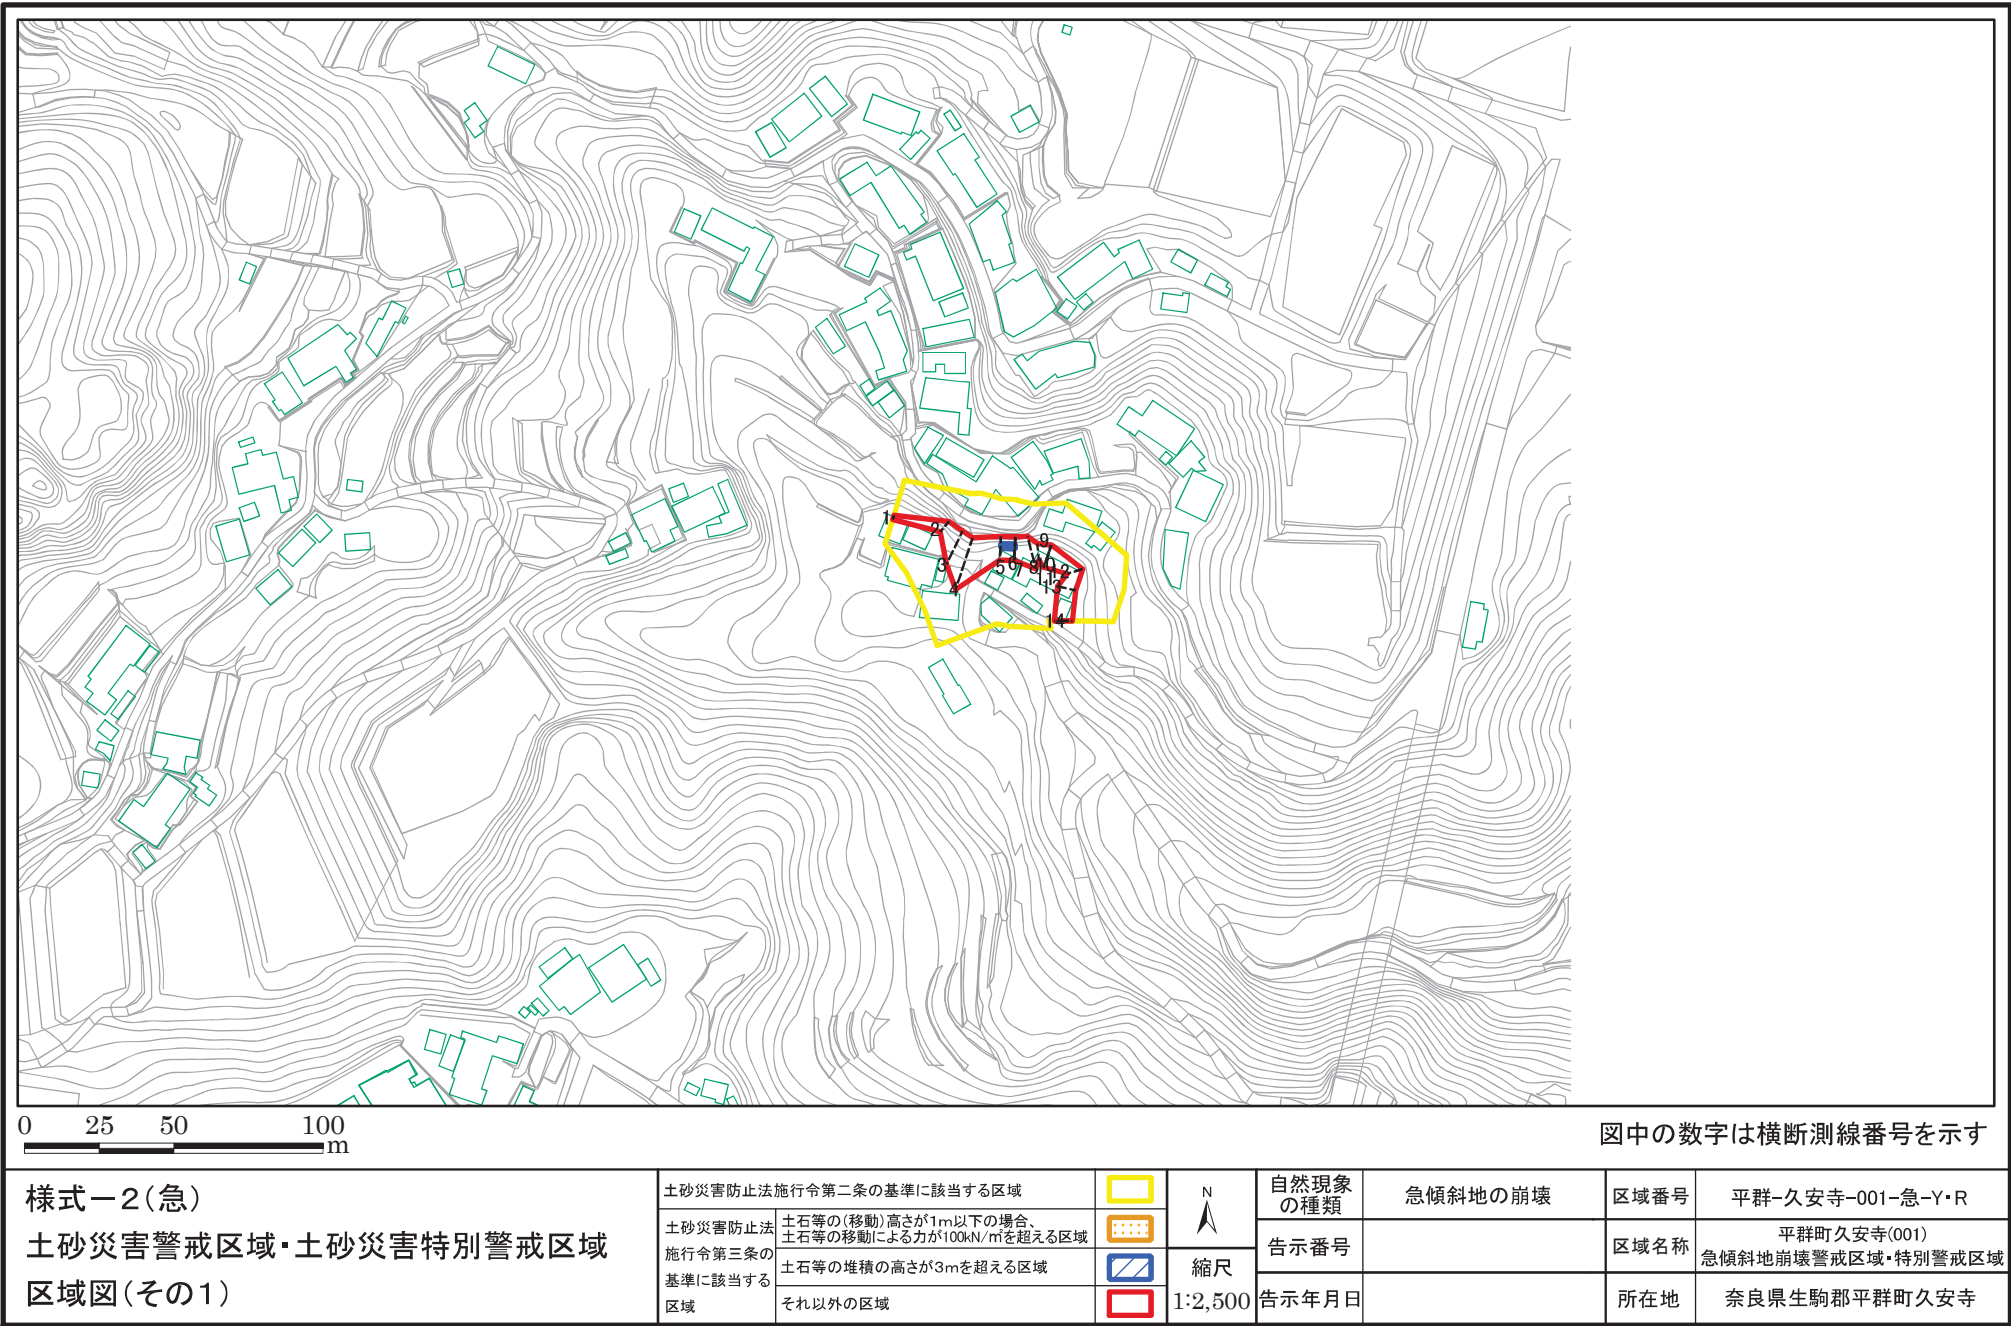 1
2
3
4
5
6
8
9
12
13
14
0 25 50 100
m
図中の数字は横断測線番号を示す
様式－2(急)
土砂災害警戒区域・土砂災害特別警戒区域
区域図(その1)
土砂災害防止法施行令第二条の基準に該当する区域
土砂災害防止法
施行令第三条の
基準に該当する
区域
土石等の(移動)高さが1m以下の場合、
土石等の移動による力が100kN/㎡を超える区域
土石等の堆積の高さが3mを超える区域
それ以外の区域
N
縮尺
1:2,500
自然現象
の種類
急傾斜地の崩壊
告示番号
告示年月日
区域番号
平群-久安寺-001-急-Y・R
区域名称
平群町久安寺(001)
急傾斜地崩壊警戒区域・特別警戒区域
所在地
奈良県生駒郡平群町久安寺